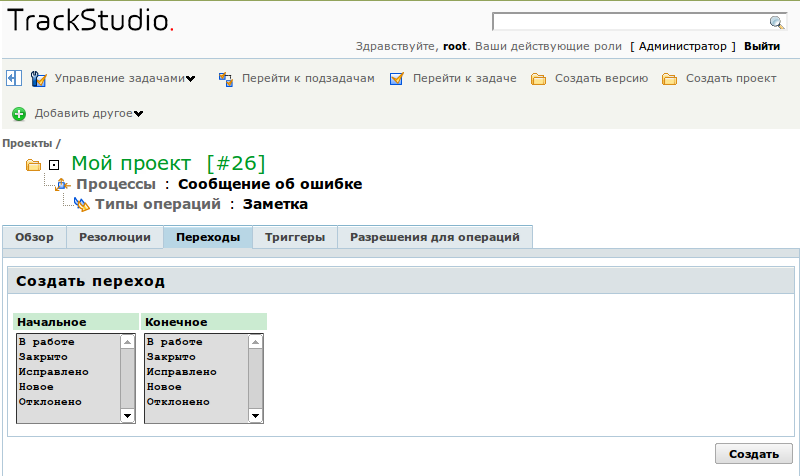 TrackStudio.
Здравствуйте, root. Ваши действующие роли [ Администратор ] Выйти
Управление задачами Перейти к подзадачам Перейти к задаче Создать версию Создать проект
Добавить другое
Проекты /
Мой проект [#26]
Процессы : Сообщение об ошибке
Типы операций : Заметка
Обзор Резолюции Переходы Триггеры Разрешения для операций
Создать переход
Начальное Конечное
В работе В работе
Закрыто Закрыто
Исправлено Исправлено
Новое Новое
Отклонено Отклонено
Создать